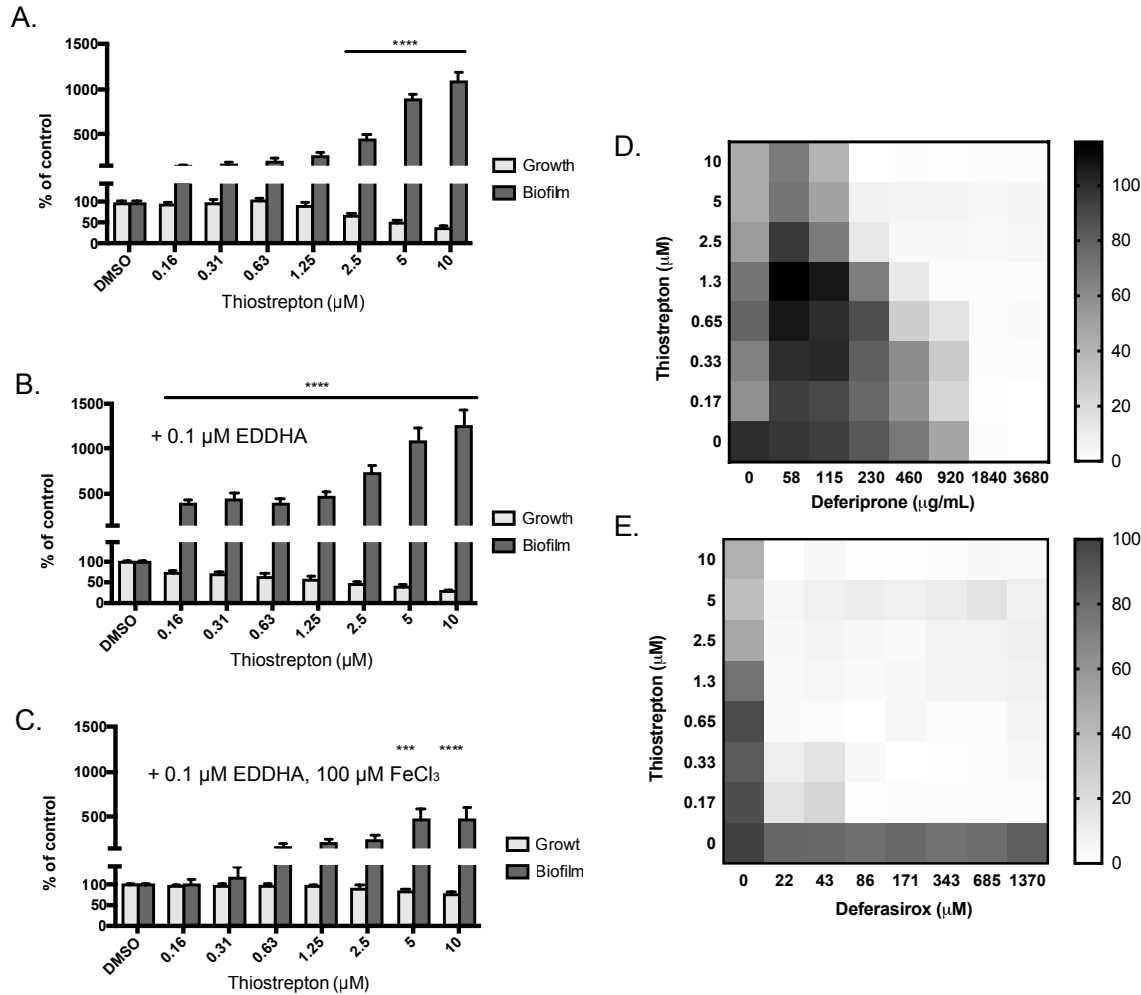 A.
****
1500
1000
500
100
50
0
% of control
DMSO
0.16
0.31
0.63
1.25
2.5
5
10
Thiostrepton (µM)
Growth
Biofilm
B.
****
+ 0.1 µM EDDHA
1500
1000
500
100
50
0
% of control
DMSO
0.16
0.31
0.63
1.25
2.5
5
10
Thiostrepton (µM)
Growth
Biofilm
C.
*** ****
+ 0.1 µM EDDHA, 100 µM FeCl₃
1500
1000
500
100
50
0
% of control
DMSO
0.16
0.31
0.63
1.25
2.5
5
10
Thiostrepton (µM)
Growt
Biofilm
D.
Thiostrepton (µM)
10
5
2.5
1.3
0.65
0.33
0.17
0
0 58 115 230 460 920 1840 3680
Deferiprone (µg/mL)
100
80
60
40
20
0
E.
Thiostrepton (µM)
10
5
2.5
1.3
0.65
0.33
0.17
0
0 22 43 86 171 343 685 1370
Deferasirox (µM)
100
80
60
40
20
0